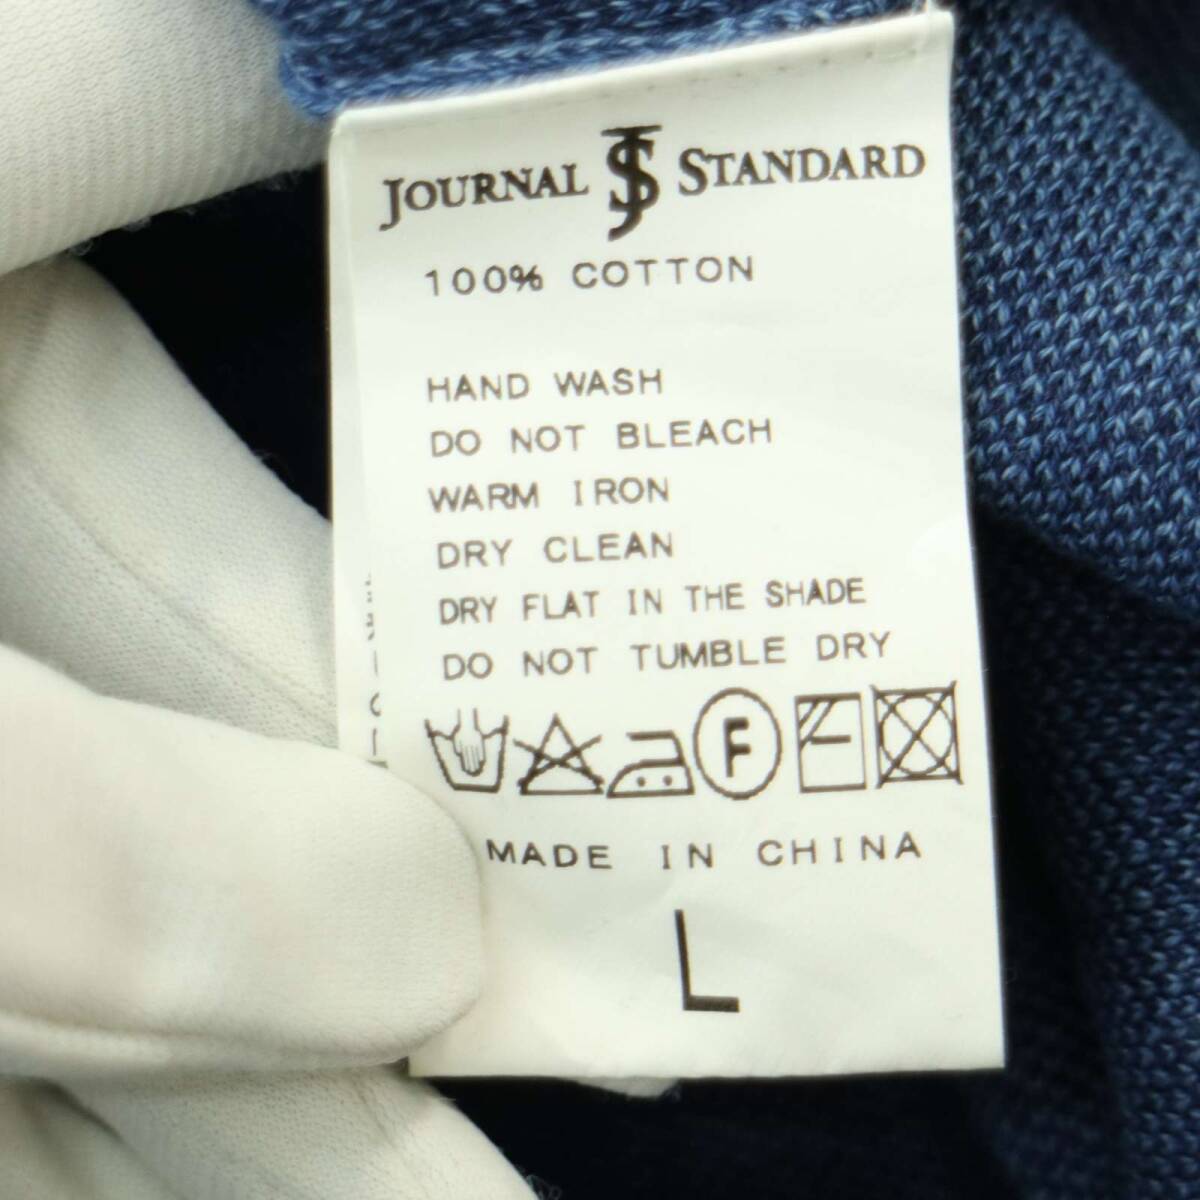 JOURNAL JS STANDARD
100% COTTON
HAND WASH
DO NOT BLEACH
WARM IRON
DRY CLEAN
DRY FLAT IN THE SHADE
DO NOT TUMBLE DRY
F
MADE IN CHINA
L